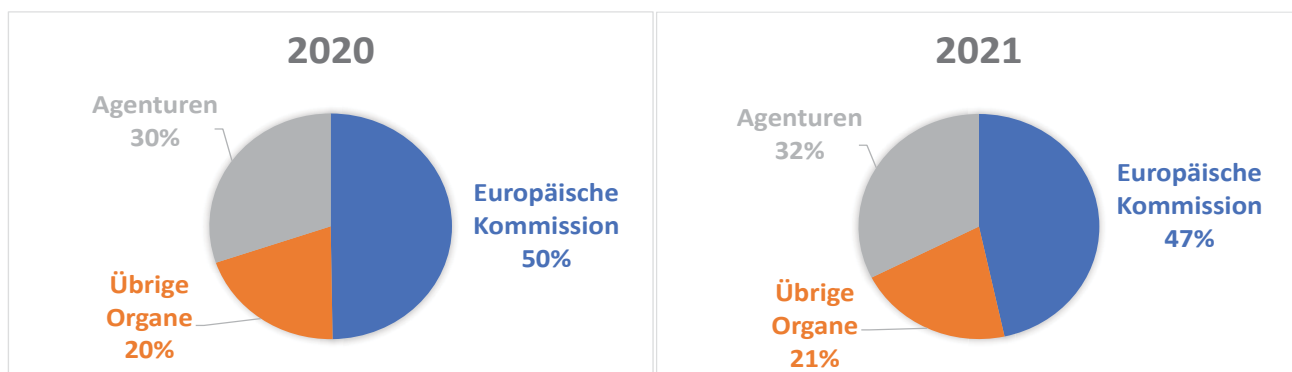 2020
Agenturen
30%
Europäische
Kommission
50%
Übrige
Organe
20%
2021
Agenturen
32%
Europäische
Kommission
47%
Übrige
Organe
21%